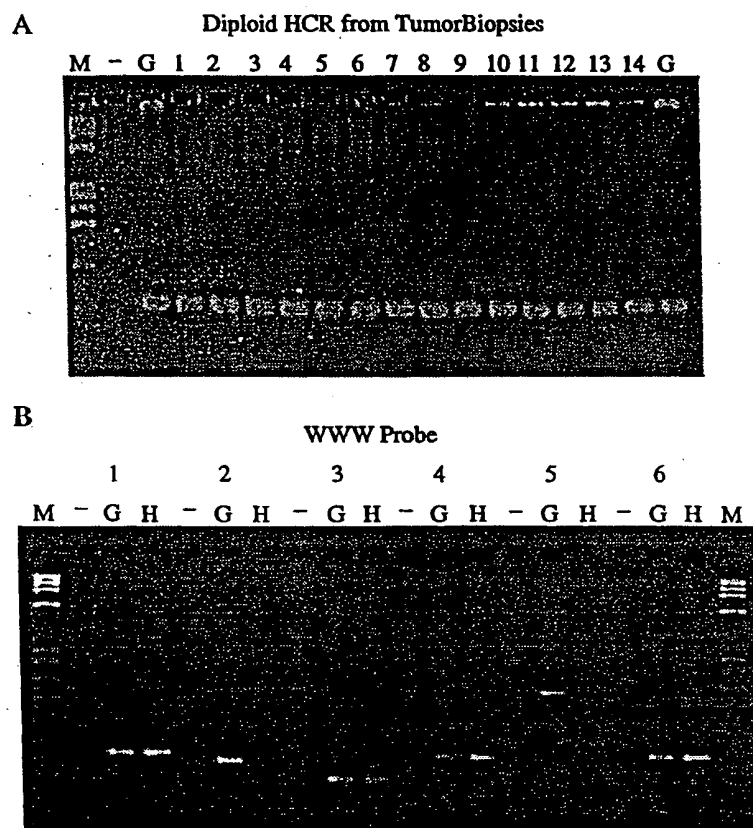 A
Diploid HCR from TumorBiopsies
M – G 1 2 3 4 5 6 7 8 9 10 11 12 13 14 G
B
WWW Probe
1 2 3 4 5 6
M – G H – G H – G H – G H – G H – G H M